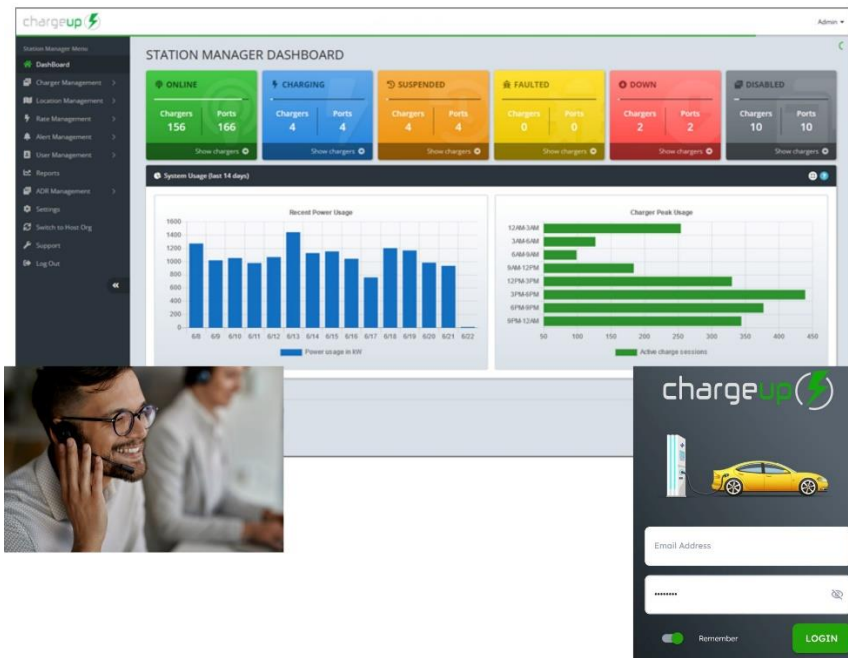 chargeup
Admin
Station Manager Menu
DashBoard
Charger Management
Location Management
Rate Management
Alert Management
User Management
Reports
ADR Management
Settings
Switch to Host Org
Support
Log Out
STATION MANAGER DASHBOARD
ONLINE
Chargers Ports
156 166
Show chargers
CHARGING
Chargers Ports
4 4
Show chargers
SUSPENDED
Chargers Ports
4 4
Show chargers
FAULTED
Chargers Ports
0 0
Show chargers
DOWN
Chargers Ports
2 2
Show chargers
DISABLED
Chargers Ports
10 10
Show chargers
System Usage (last 14 days)
Recent Power Usage
1600
1400
1200
1000
800
600
400
200
0
6/8 6/9 6/10 6/11 6/12 6/13 6/14 6/15 6/16 6/17 6/18 6/19 6/20 6/21 6/22
Power usage in kW
Charger Peak Usage
12AM-3AM
3AM-6AM
6AM-9AM
9AM-12PM
12PM-3PM
3PM-6PM
6PM-9PM
9PM-12AM
50 100 150 200 250 300 350 400 450
Active charge sessions
chargeup
Email Address
••••••••
Remember
LOGIN